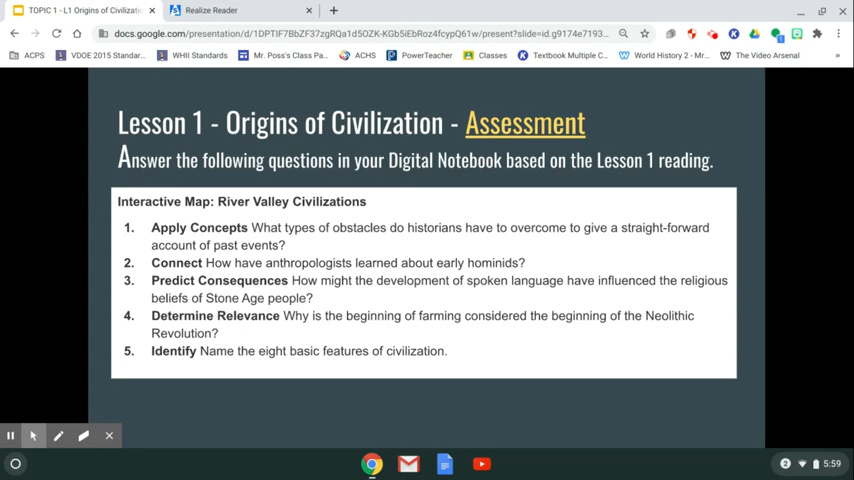 TOPIC 1 - L1 Origins of Civilizat
Realize Reader
docs.google.com/presentation/d/1DPTIF7BbZF37zgRQa1d5OZK-KGb5iEbRoz4fcypQ61w/present?slide=id.g9174e7193...
ACPS
VDOE 2015 Standar...
WHII Standards
Mr. Poss's Class Pa...
ACHS
PowerTeacher
Classes
Textbook Multiple C...
World History 2 - Mr...
The Video Arsenal
»
Lesson 1 - Origins of Civilization - Assessment
Answer the following questions in your Digital Notebook based on the Lesson 1 reading.
Interactive Map: River Valley Civilizations
1. Apply Concepts What types of obstacles do historians have to overcome to give a straight-forward
account of past events?
2. Connect How have anthropologists learned about early hominids?
3. Predict Consequences How might the development of spoken language have influenced the religious
beliefs of Stone Age people?
4. Determine Relevance Why is the beginning of farming considered the beginning of the Neolithic
Revolution?
5. Identify Name the eight basic features of civilization.
2
5:59